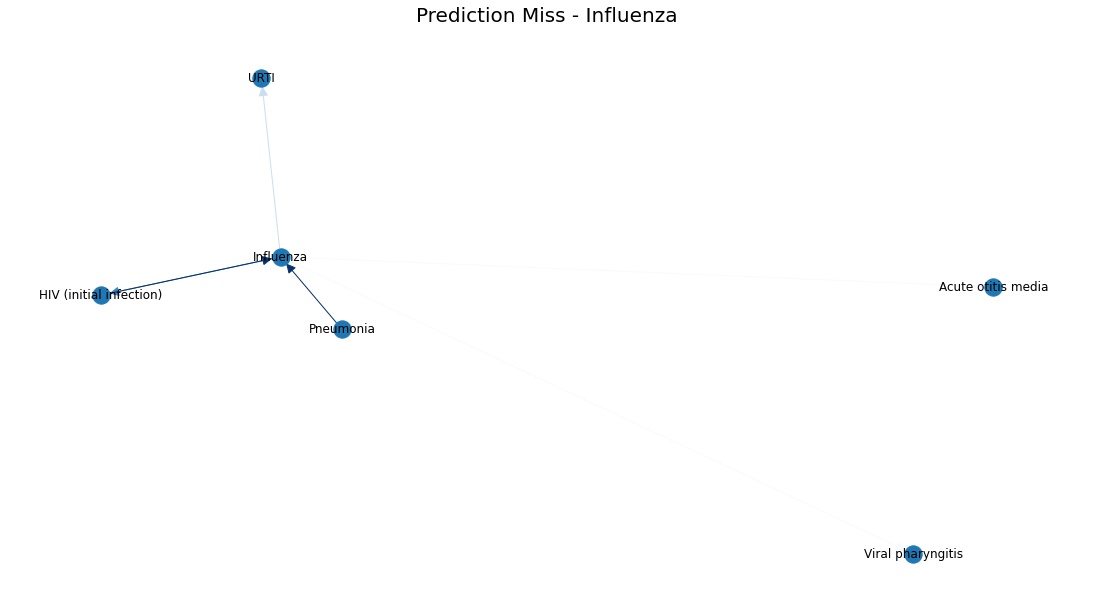 Prediction Miss - Influenza
URTI
Influenza
HIV (initial infection)
Acute otitis media
Pneumonia
Viral pharyngitis